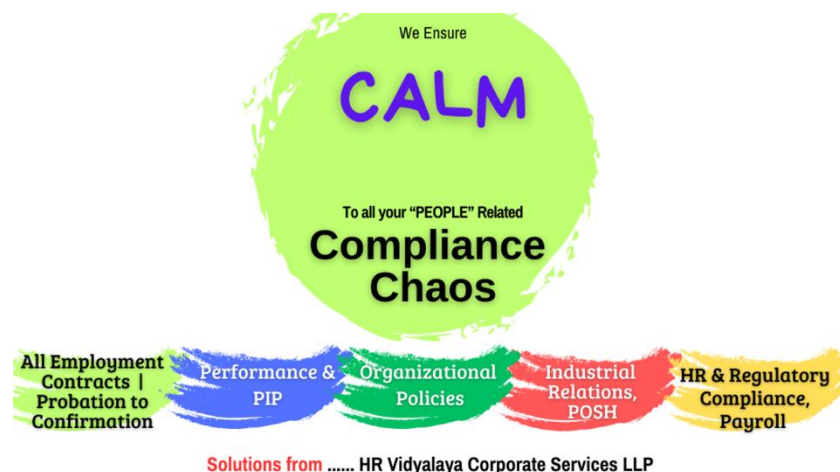 We Ensure
CALM
To all your “PEOPLE” Related
Compliance
Chaos
All Employment
Contracts |
Probation to
Confirmation
Performance &
PIP
Organizational
Policies
Industrial
Relations,
POSH
HR & Regulatory
Compliance,
Payroll
Solutions from ...... HR Vidyalaya Corporate Services LLP